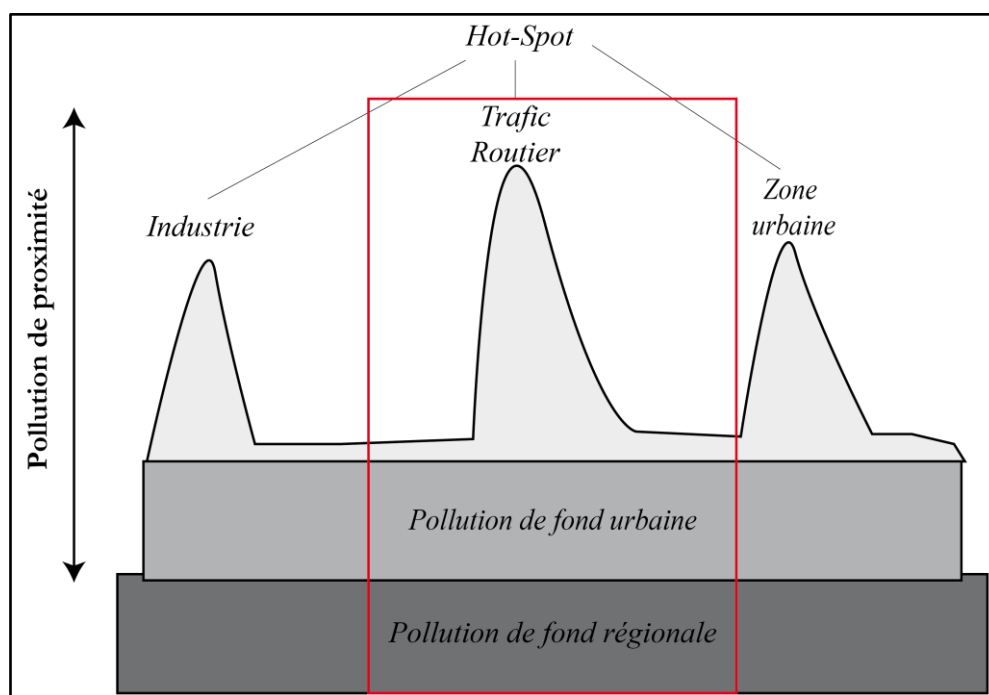 Hot-Spot
Trafic
Routier
Zone
urbaine
Industrie
Pollution de proximité
Pollution de fond urbaine
Pollution de fond régionale